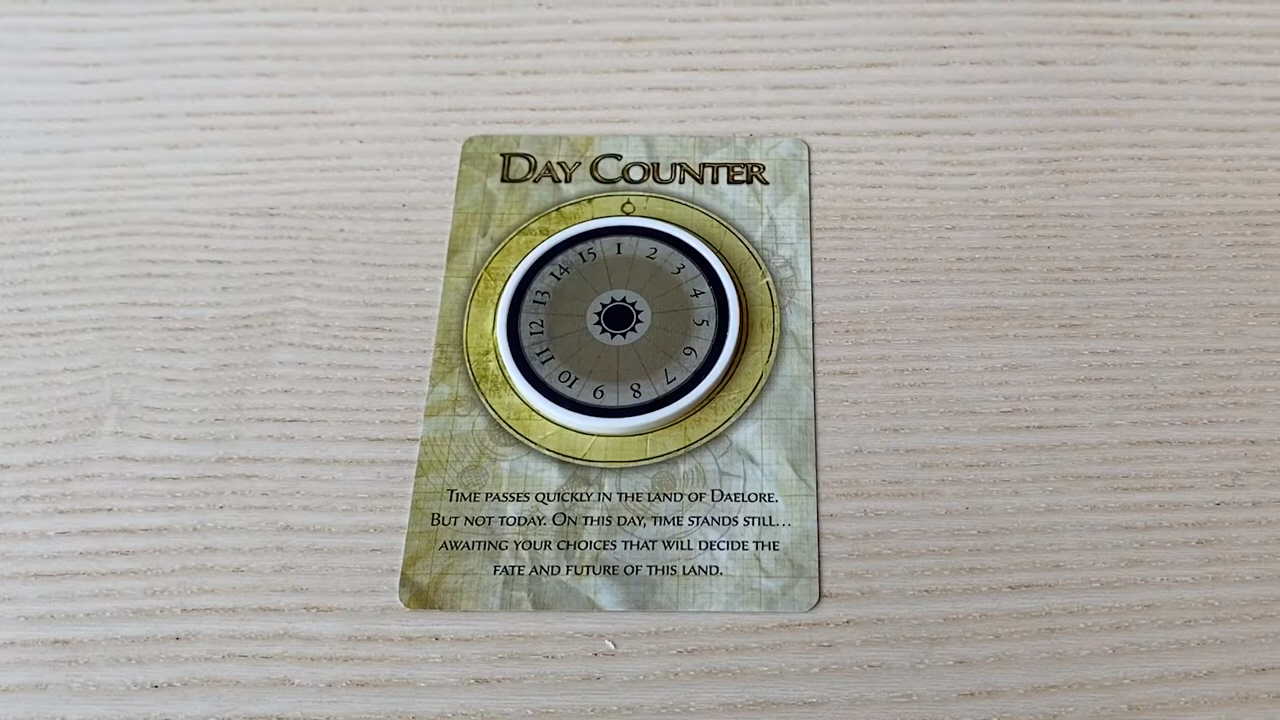 DAY COUNTER
1 2 3 4 5 6 7 8 9 10 11 12 13 14 15
TIME PASSES QUICKLY IN THE LAND OF DAELORE.
BUT NOT TODAY. ON THIS DAY, TIME STANDS STILL...
AWAITING YOUR CHOICES THAT WILL DECIDE THE
FATE AND FUTURE OF THIS LAND.